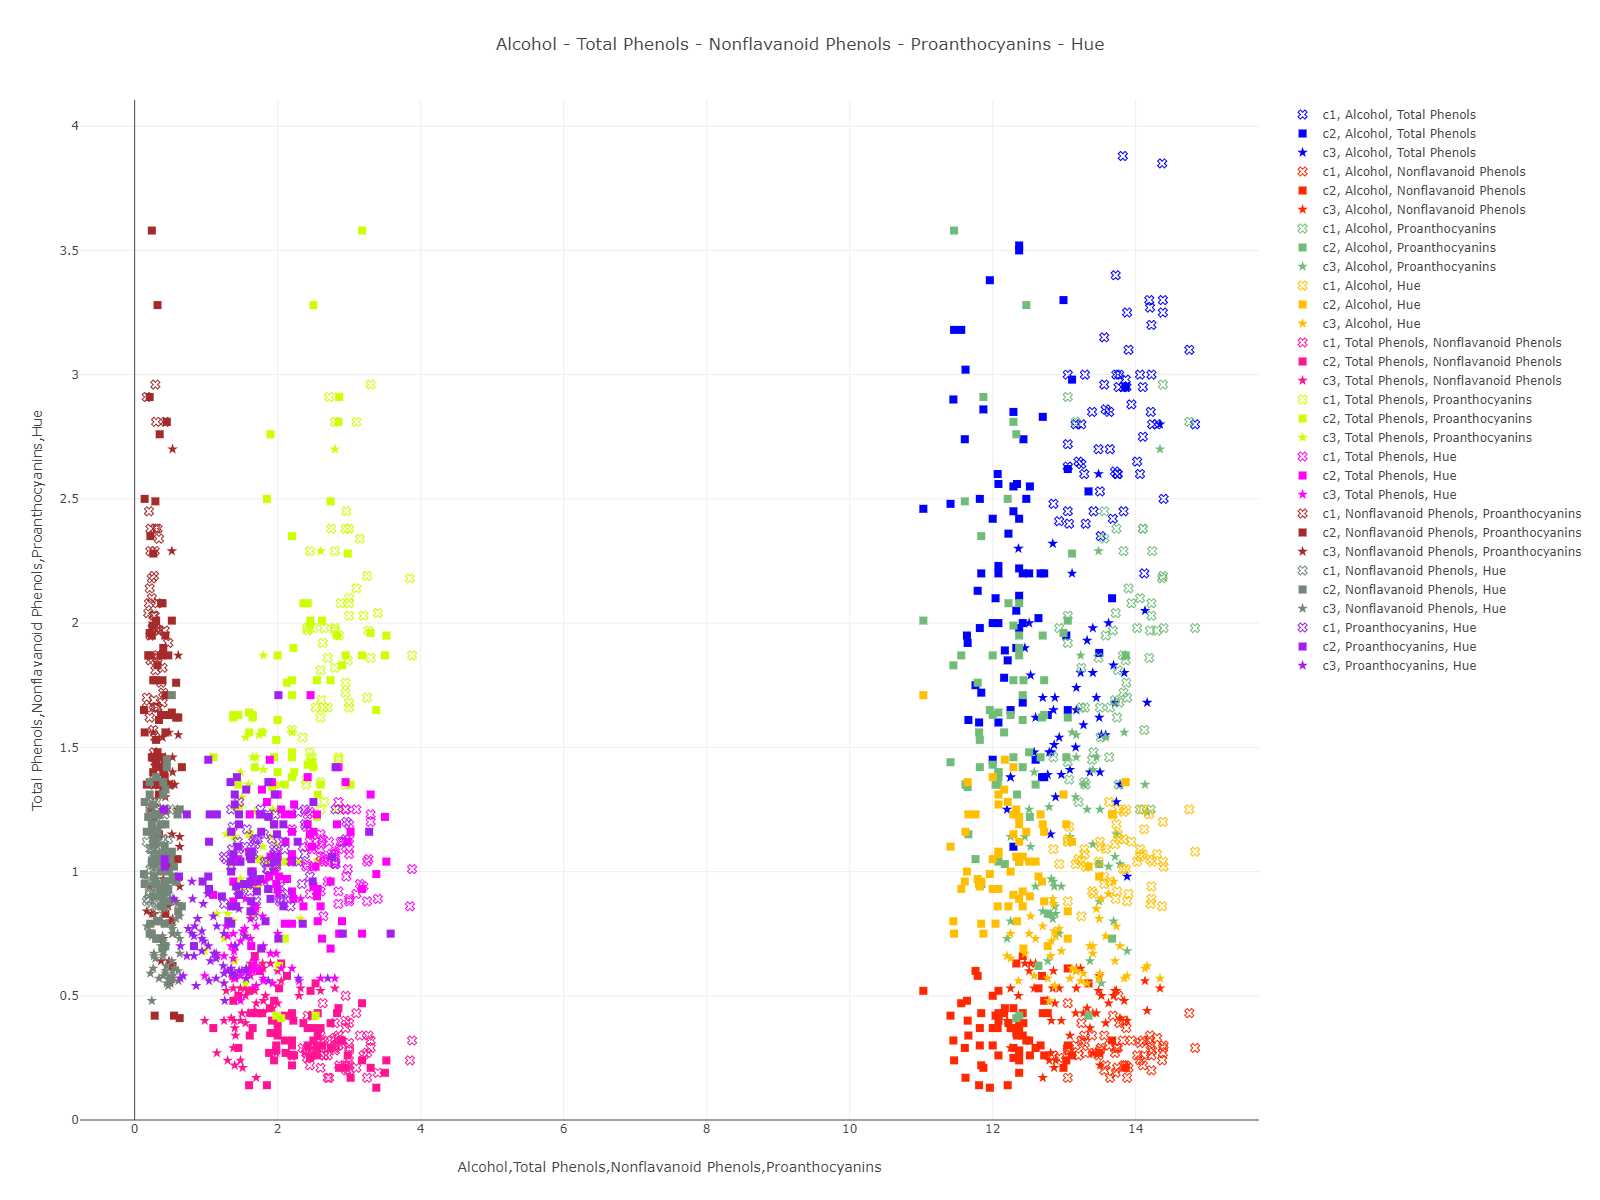 Alcohol - Total Phenols - Nonflavanoid Phenols - Proanthocyanins - Hue
4
3.5
3
2.5
2
1.5
1
0.5
0
0
2
4
6
8
10
12
14
Total Phenols,Nonflavanoid Phenols,Proanthocyanins,Hue
Alcohol,Total Phenols,Nonflavanoid Phenols,Proanthocyanins
c1, Alcohol, Total Phenols
c2, Alcohol, Total Phenols
c3, Alcohol, Total Phenols
c1, Alcohol, Nonflavanoid Phenols
c2, Alcohol, Nonflavanoid Phenols
c3, Alcohol, Nonflavanoid Phenols
c1, Alcohol, Proanthocyanins
c2, Alcohol, Proanthocyanins
c3, Alcohol, Proanthocyanins
c1, Alcohol, Hue
c2, Alcohol, Hue
c3, Alcohol, Hue
c1, Total Phenols, Nonflavanoid Phenols
c2, Total Phenols, Nonflavanoid Phenols
c3, Total Phenols, Nonflavanoid Phenols
c1, Total Phenols, Proanthocyanins
c2, Total Phenols, Proanthocyanins
c3, Total Phenols, Proanthocyanins
c1, Total Phenols, Hue
c2, Total Phenols, Hue
c3, Total Phenols, Hue
c1, Nonflavanoid Phenols, Proanthocyanins
c2, Nonflavanoid Phenols, Proanthocyanins
c3, Nonflavanoid Phenols, Proanthocyanins
c1, Nonflavanoid Phenols, Hue
c2, Nonflavanoid Phenols, Hue
c3, Nonflavanoid Phenols, Hue
c1, Proanthocyanins, Hue
c2, Proanthocyanins, Hue
c3, Proanthocyanins, Hue